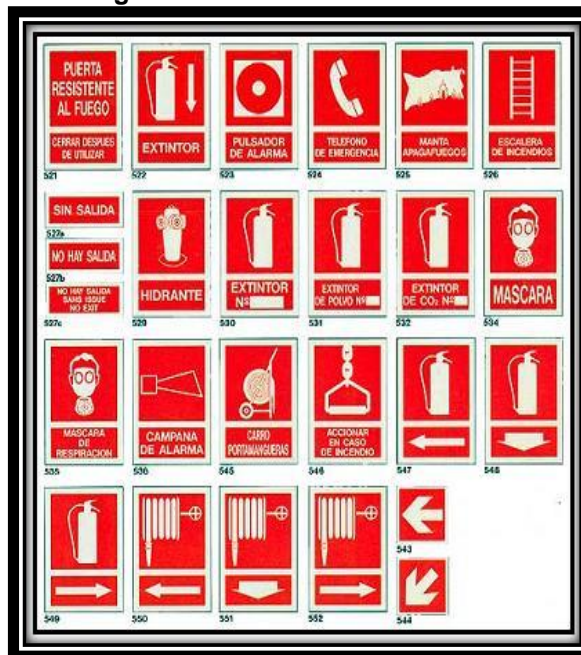 PUERTA
RESISTENTE
AL FUEGO
CERRAR DESPUES
DE UTILIZAR
521
EXTINTOR
522
PULSADOR
DE ALARMA
523
TELEFONO
DE EMERGENCIA
524
MANTA
APAGAFUEGOS
525
ESCALERA
DE INCENDIOS
526
SIN SALIDA
527a
NO HAY SALIDA
527b
NO HAY SALIDA
SANS ISSUE
NO EXIT
527c
HIDRANTE
529
EXTINTOR
Nº
530
EXTINTOR
DE POLVO Nº
531
EXTINTOR
DE CO₂ Nº
532
MASCARA
534
MASCARA
DE
RESPIRACION
535
CAMPANA
DE ALARMA
536
CARRO
PORTAMANGUERAS
545
ACCIONAR
EN CASO
DE INCENDIO
546
547
548
549
550
551
552
543
544